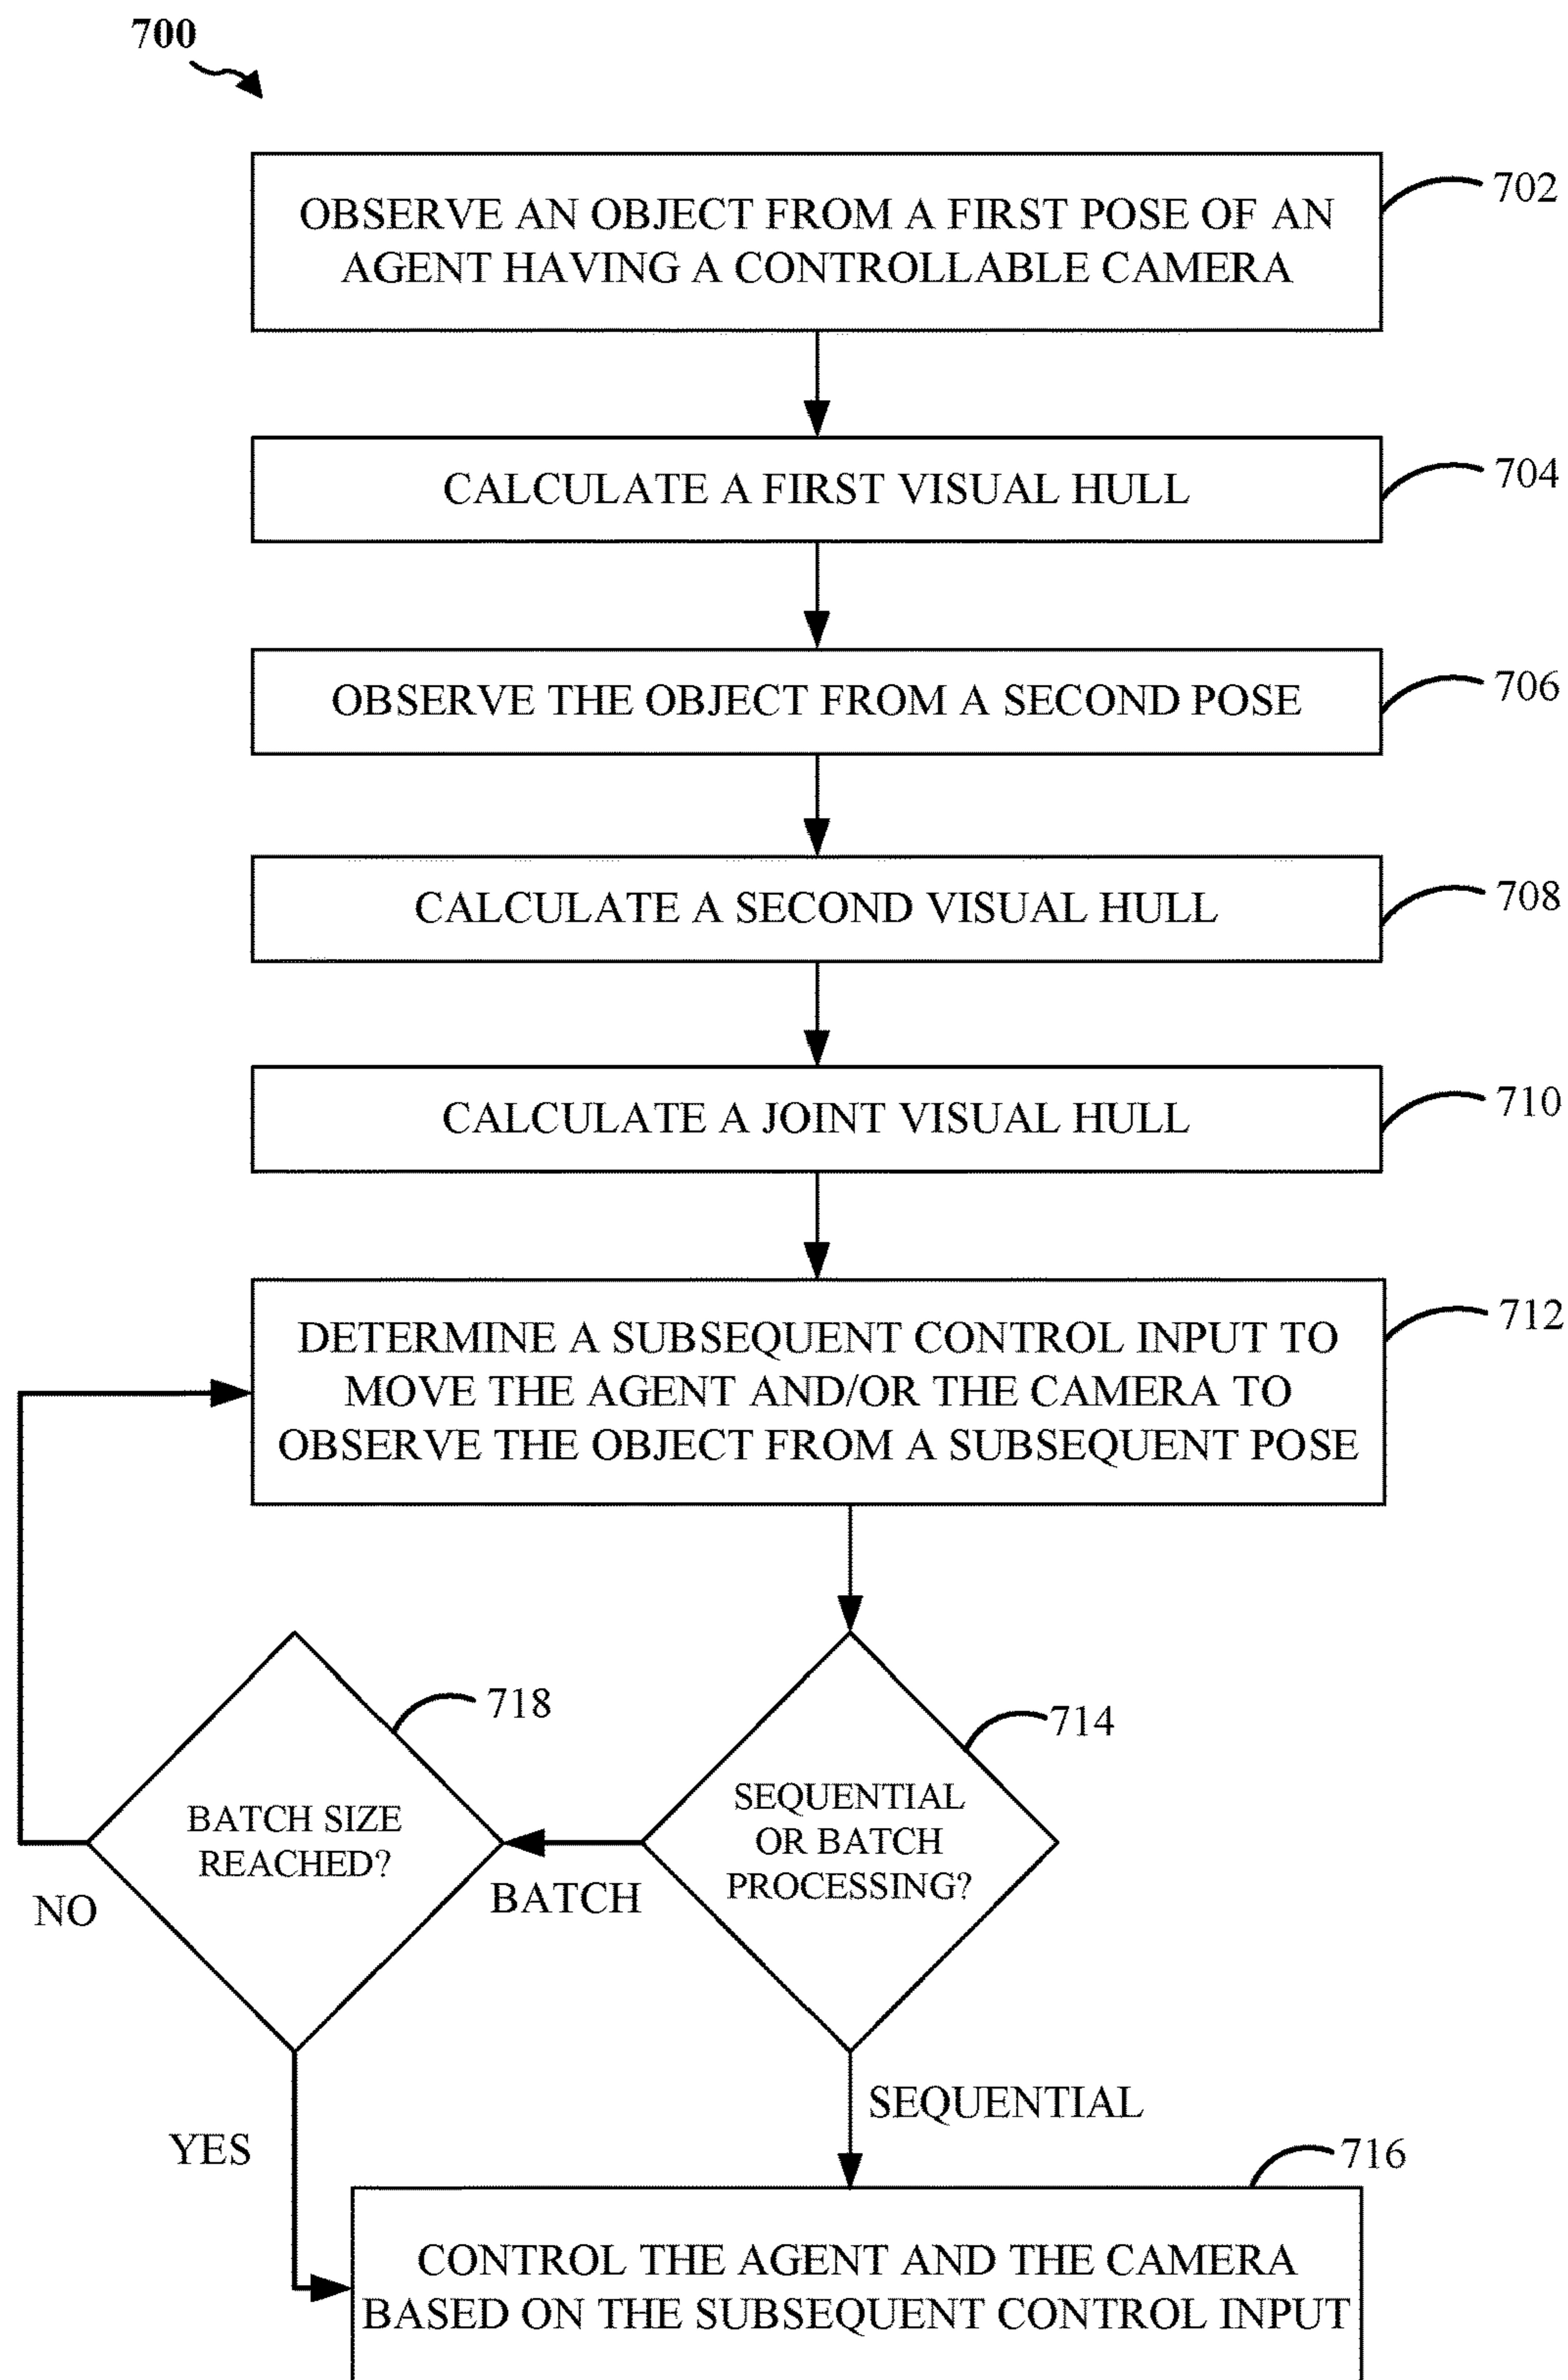 700
OBSERVE AN OBJECT FROM A FIRST POSE OF AN
AGENT HAVING A CONTROLLABLE CAMERA
702
CALCULATE A FIRST VISUAL HULL
704
OBSERVE THE OBJECT FROM A SECOND POSE
706
CALCULATE A SECOND VISUAL HULL
708
CALCULATE A JOINT VISUAL HULL
710
DETERMINE A SUBSEQUENT CONTROL INPUT TO
MOVE THE AGENT AND/OR THE CAMERA TO
OBSERVE THE OBJECT FROM A SUBSEQUENT POSE
712
SEQUENTIAL
OR BATCH
PROCESSING?
714
BATCH
BATCH SIZE
REACHED?
718
NO
YES
SEQUENTIAL
CONTROL THE AGENT AND THE CAMERA
BASED ON THE SUBSEQUENT CONTROL INPUT
716